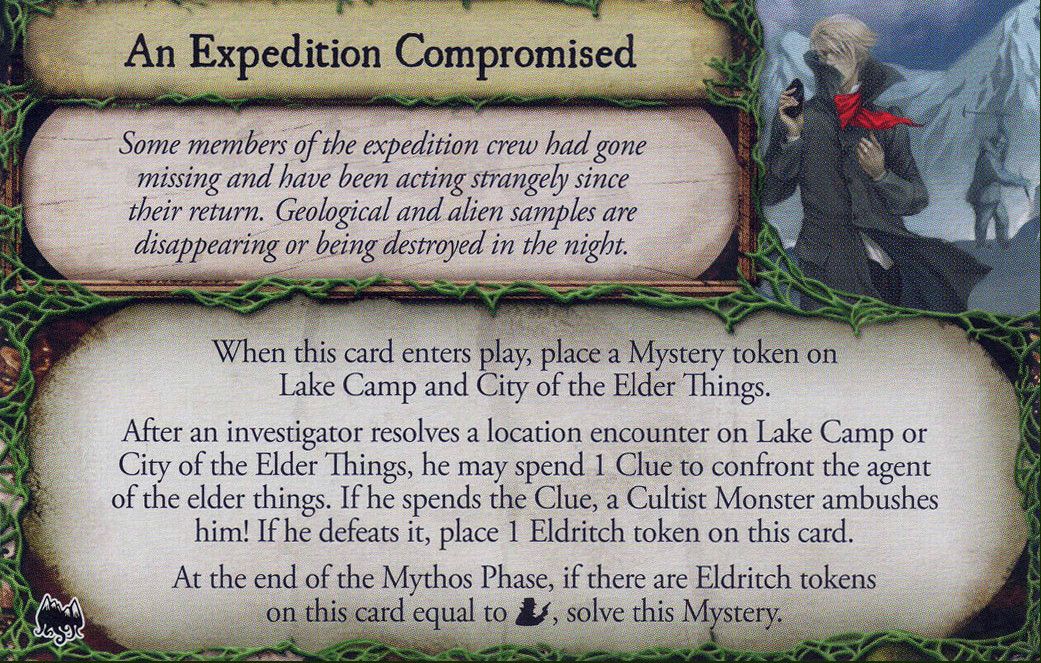 An Expedition Compromised
Some members of the expedition crew had gone
missing and have been acting strangely since
their return. Geological and alien samples are
disappearing or being destroyed in the night.
When this card enters play, place a Mystery token on
Lake Camp and City of the Elder Things.
After an investigator resolves a location encounter on Lake Camp or
City of the Elder Things, he may spend 1 Clue to confront the agent
of the elder things. If he spends the Clue, a Cultist Monster ambushes
him! If he defeats it, place 1 Eldritch token on this card.
At the end of the Mythos Phase, if there are Eldritch tokens
on this card equal to , solve this Mystery.